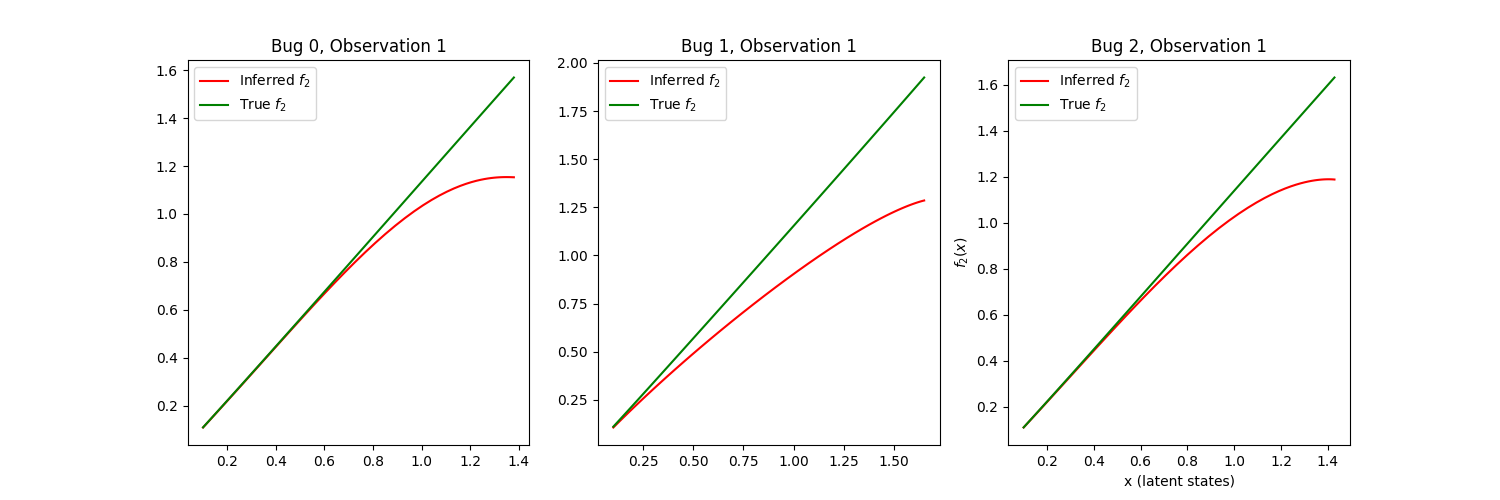 Bug 0, Observation 1
Inferred f₂
True f₂
1.6
1.4
1.2
1.0
0.8
0.6
0.4
0.2
0.2 0.4 0.6 0.8 1.0 1.2 1.4
Bug 1, Observation 1
Inferred f₂
True f₂
2.00
1.75
1.50
1.25
1.00
0.75
0.50
0.25
0.25 0.50 0.75 1.00 1.25 1.50
Bug 2, Observation 1
Inferred f₂
True f₂
f₂(x)
1.6
1.4
1.2
1.0
0.8
0.6
0.4
0.2
0.2 0.4 0.6 0.8 1.0 1.2 1.4
x (latent states)